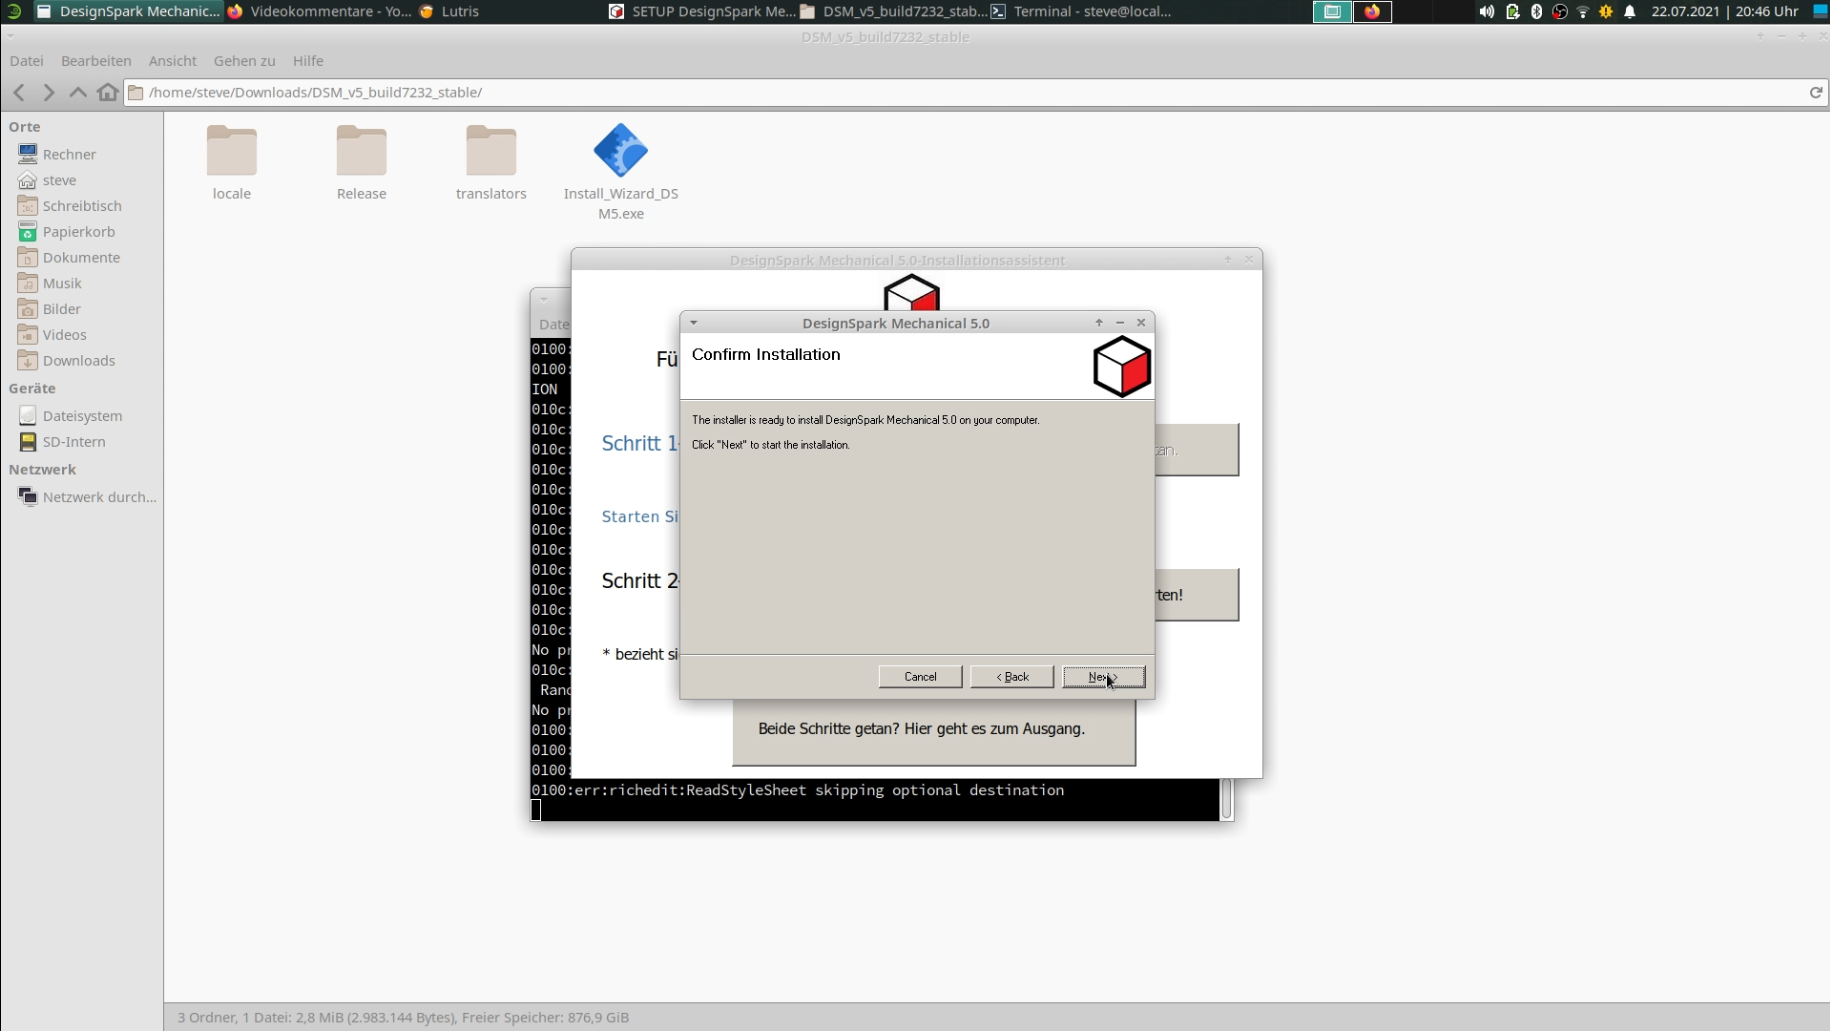 DesignSpark Mechanic...
Videokommentare - Yo...
Lutris
SETUP DesignSpark Me...
DSM_v5_build7232_stab...
Terminal - steve@local...
22.07.2021 | 20:46 Uhr
DSM_v5_build7232_stable
Datei Bearbeiten Ansicht Gehen zu Hilfe
/home/steve/Downloads/DSM_v5_build7232_stable/
Orte
Rechner
steve
Schreibtisch
Papierkorb
Dokumente
Musik
Bilder
Videos
Downloads
Geräte
Dateisystem
SD-Intern
Netzwerk
Netzwerk durch...
locale
Release
translators
Install_Wizard_DS
M5.exe
DesignSpark Mechanical 5.0-Installationsassistent
Date
Fü
Schritt 1-
an.
Starten Si
Schritt 2-
rten!
* bezieht si
Beide Schritte getan? Hier geht es zum Ausgang.
DesignSpark Mechanical 5.0
Confirm Installation
The installer is ready to install DesignSpark Mechanical 5.0 on your computer.
Click "Next" to start the installation.
Cancel
< Back
Next >
0100:
0100:
ION
010c:
010c:
010c:
010c:
010c:
010c:
010c:
010c:
010c:
010c:
010c:
010c:
No pr
010c:
Rand
No pr
0100:
0100:
0100:
0100:err:richedit:ReadStyleSheet skipping optional destination
3 Ordner, 1 Datei: 2,8 MiB (2.983.144 Bytes), Freier Speicher: 876,9 GiB